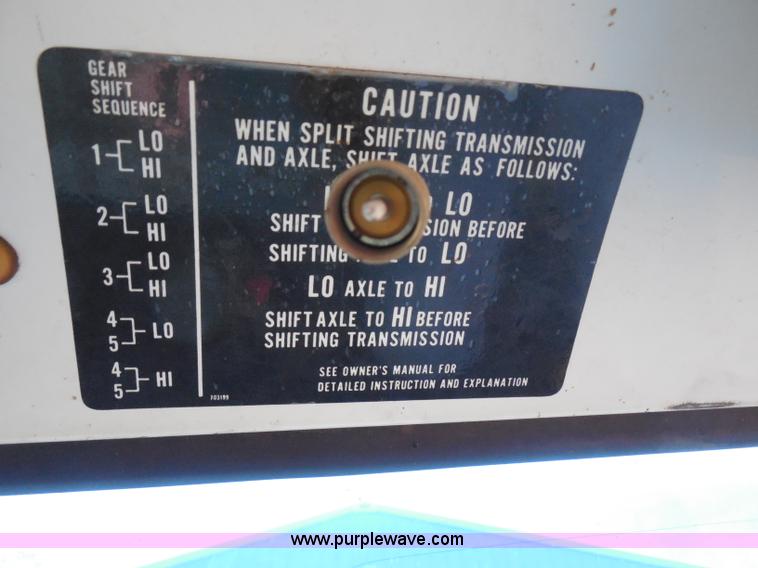 GEAR
SHIFT
SEQUENCE
1 LO
HI
2 LO
HI
3 LO
HI
4
5 LO
4
5 HI
CAUTION
WHEN SPLIT SHIFTING TRANSMISSION
AND AXLE, SHIFT AXLE AS FOLLOWS:
LO
SHIFT BEFORE
SHIFTING TO LO
LO AXLE TO HI
SHIFT AXLE TO HI BEFORE
SHIFTING TRANSMISSION
SEE OWNER'S MANUAL FOR
DETAILED INSTRUCTION AND EXPLANATION
703199
www.purplewave.com